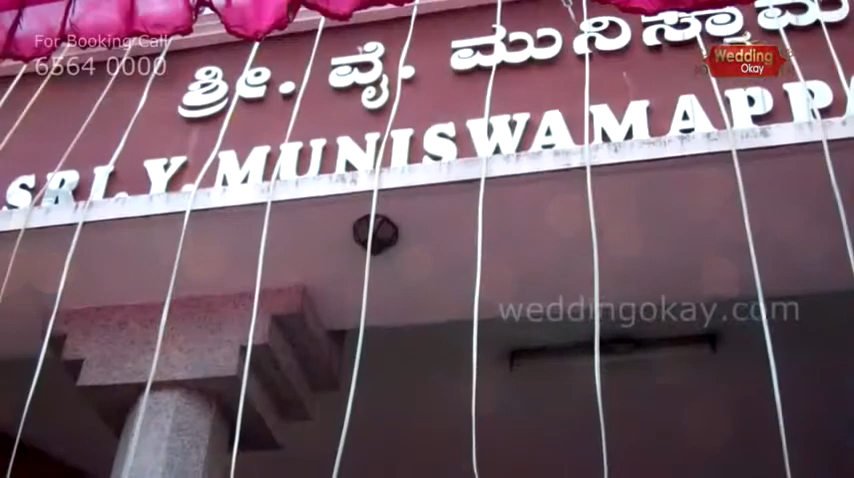 For Booking Call
6564 - 0000
Wedding
Okay
ಶ್ರೀ. ವೈ. ಮುನಿಸ್ವಾಮ
SRI.Y.MUNISWAMAPPA
weddingokay.com